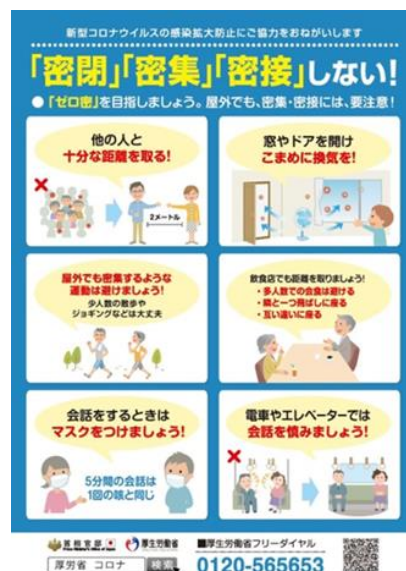 新型コロナウイルスの感染拡大防止にご協力をおねがいします
「密閉」「密集」「密接」しない!
●「ゼロ密」を目指しましょう。屋外でも、密集・密接には、要注意!
他の人と
十分な距離を取る!
2メートル
窓やドアを開け
こまめに換気を!
屋外でも密集するような
運動は避けましょう!
少人数の散歩や
ジョギングなどは大丈夫
飲食店でも距離を取りましょう!
・多人数での会食は避ける
・隣と一つ飛ばしに座る
・互い違いに座る
会話をするときは
マスクをつけましょう!
5分間の会話は
1回の咳と同じ
電車やエレベーターでは
会話を慎みましょう!
首相官邸
Prime Minister's Office of Japan
厚生労働省
■厚生労働省フリーダイヤル
厚労省 コロナ
検索
0120-565653